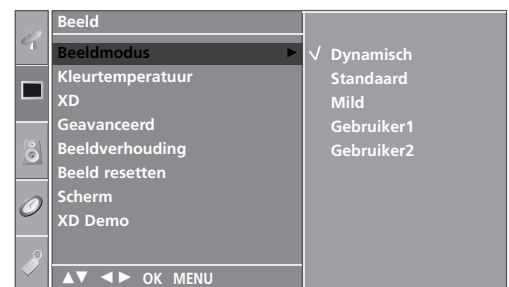 Beeld
Beeldmodus ►
Kleurtemperatuur
XD
Geavanceerd
Beeldverhouding
Beeld resetten
Scherm
XD Demo
▲▼ ◄► OK MENU
√ Dynamisch
Standaard
Mild
Gebruiker1
Gebruiker2